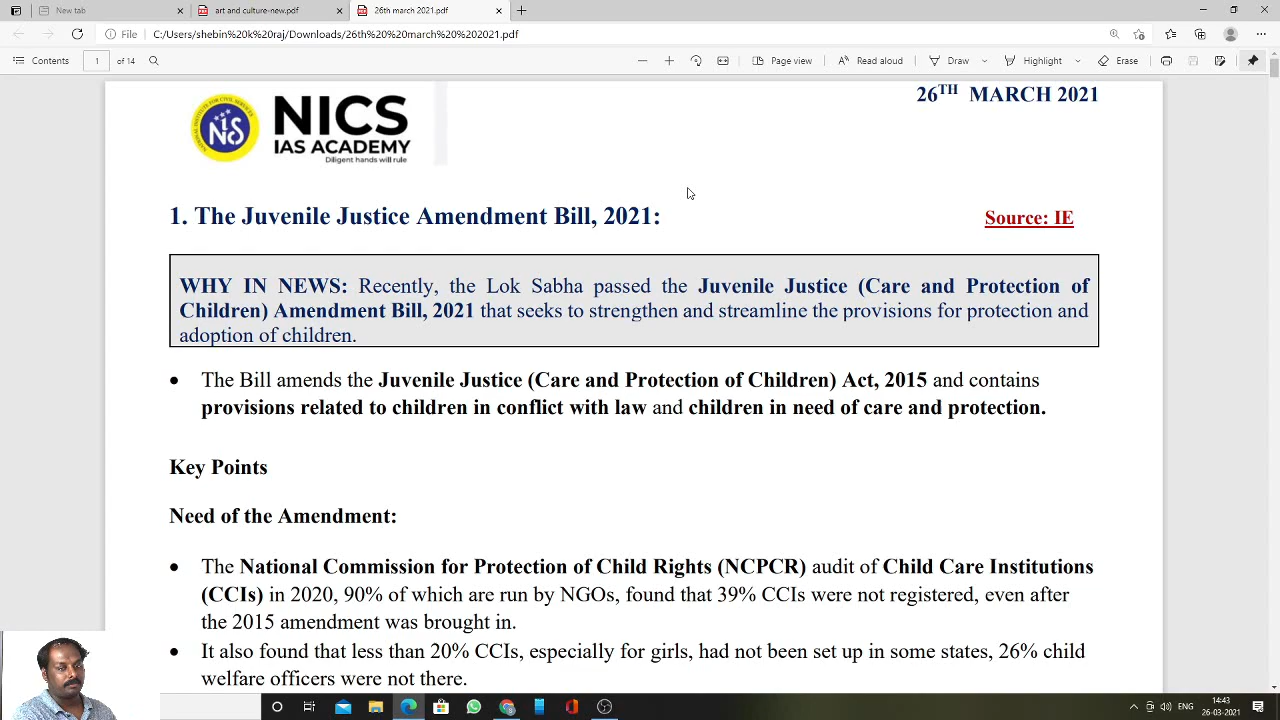 New tab
art and culture-new.pdf
26th march 2021.pdf
File
C:/Users/shebin%20k%20raj/Downloads/26th%20%20march%20%202021.pdf
Contents
1
of 14
Page view
Read aloud
Draw
Highlight
Erase
NICS
IAS ACADEMY
Diligent hands will rule
26TH MARCH 2021
1. The Juvenile Justice Amendment Bill, 2021:
Source: IE
WHY IN NEWS: Recently, the Lok Sabha passed the Juvenile Justice (Care and Protection of
Children) Amendment Bill, 2021 that seeks to strengthen and streamline the provisions for protection and
adoption of children.
• The Bill amends the Juvenile Justice (Care and Protection of Children) Act, 2015 and contains
provisions related to children in conflict with law and children in need of care and protection.
Key Points
Need of the Amendment:
• The National Commission for Protection of Child Rights (NCPCR) audit of Child Care Institutions
(CCIs) in 2020, 90% of which are run by NGOs, found that 39% CCIs were not registered, even after
the 2015 amendment was brought in.
• It also found that less than 20% CCIs, especially for girls, had not been set up in some states, 26% child
welfare officers were not there.
ENG
14:43
26-03-2021